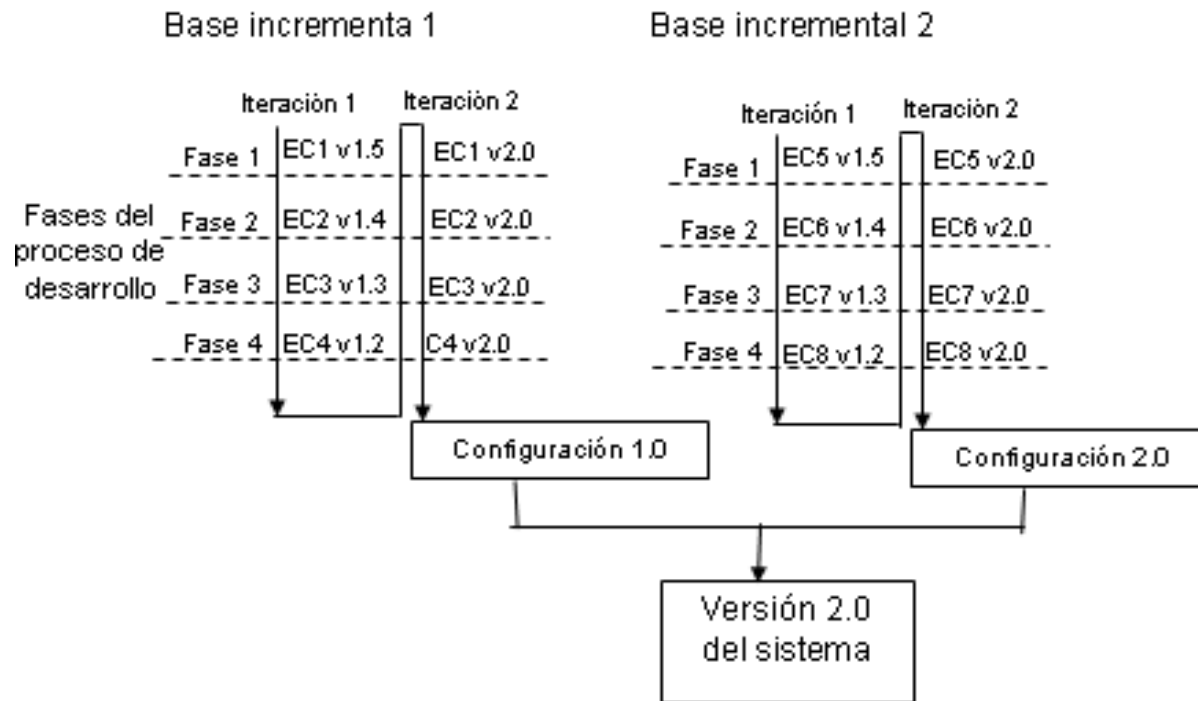 Base incrementa 1
Base incremental 2
Iteración 1
Iteración 2
Fase 1
EC1 v1.5
EC1 v2.0
Fases del
proceso de
desarrollo
Fase 2
EC2 v1.4
EC2 v2.0
Fase 3
EC3 v1.3
EC3 v2.0
Fase 4
EC4 v1.2
C4 v2.0
Configuración 1.0
Iteración 1
Iteración 2
Fase 1
EC5 v1.5
EC5 v2.0
Fase 2
EC6 v1.4
EC6 v2.0
Fase 3
EC7 v1.3
EC7 v2.0
Fase 4
EC8 v1.2
EC8 v2.0
Configuración 2.0
Versión 2.0
del sistema